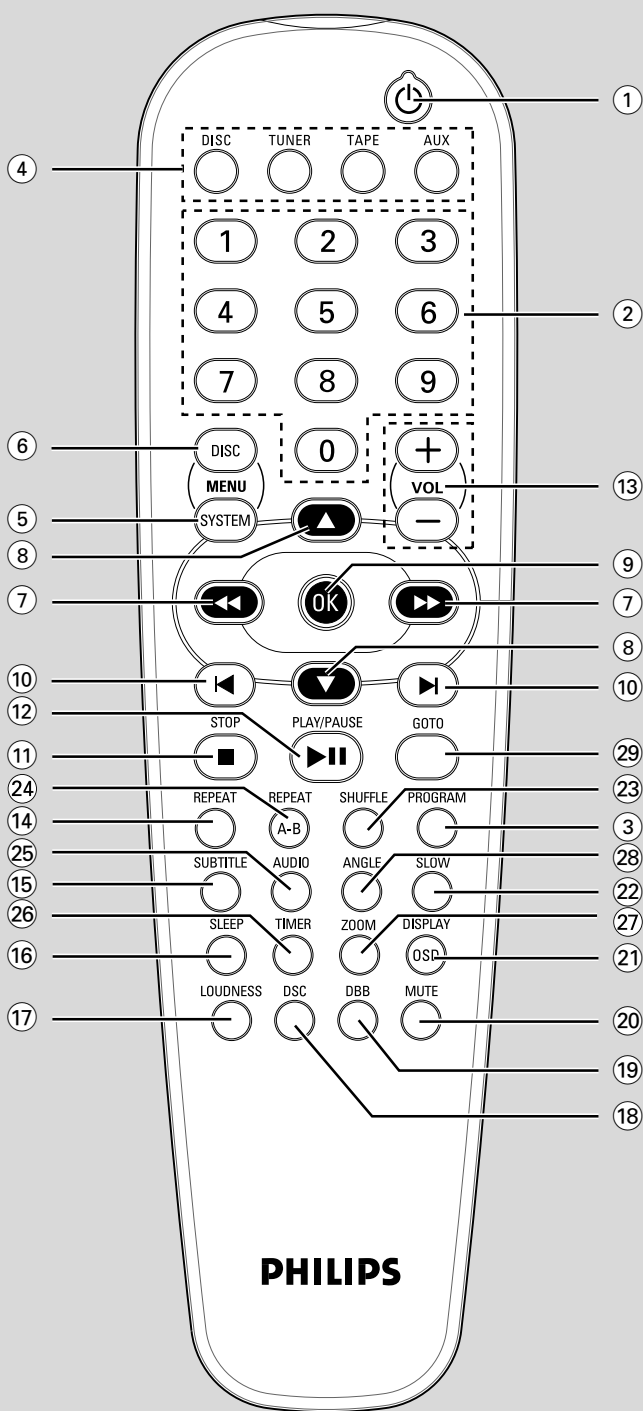 ①
④ DISC TUNER TAPE AUX
1 2 3
4 5 6 ②
7 8 9
⑥ DISC 0 +
MENU VOL ⑬
⑤ SYSTEM −
⑧ ▲ ⑨
⑦ ◀◀ OK ▶▶ ⑦
⑧
⑩ ▼ ⑩
⑫ STOP PLAY/PAUSE GOTO
⑪ ㉙
㉔ REPEAT REPEAT SHUFFLE PROGRAM ㉓
⑭ A-B ③
㉕ SUBTITLE AUDIO ANGLE SLOW ㉘
⑮ ㉒
㉖ SLEEP TIMER ZOOM DISPLAY ㉗
⑯ OSD ㉑
⑰ LOUDNESS DSC DBB MUTE ⑳
⑲
⑱
PHILIPS